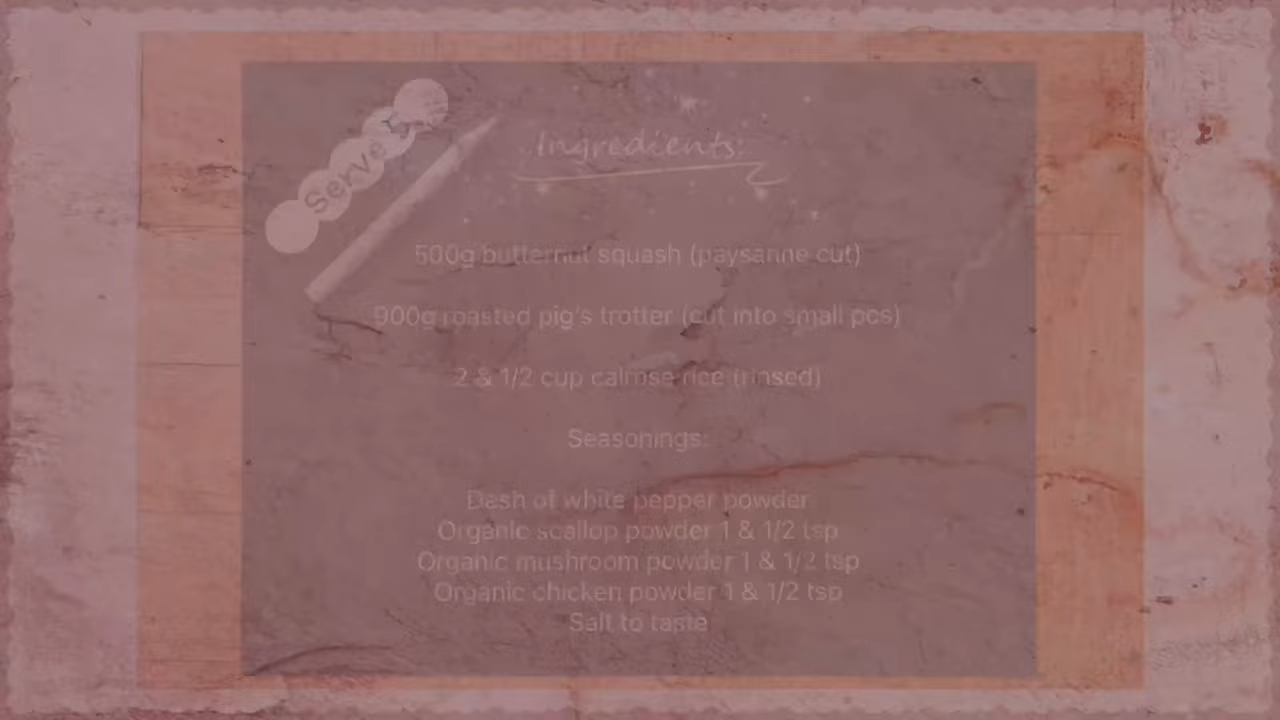 Serve
Ingredients:
500g butternut squash (paysanne cut)
900g roasted pig's trotter (cut into small pcs)
2 & 1/2 cup calrose rice (rinsed)
Seasonings:
Dash of white pepper powder
Organic scallop powder 1 & 1/2 tsp
Organic mushroom powder 1 & 1/2 tsp
Organic chicken powder 1 & 1/2 tsp
Salt to taste